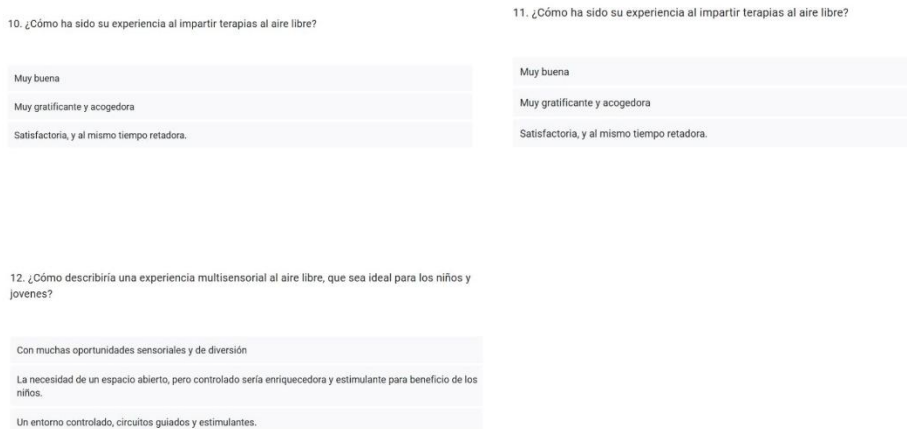 10. ¿Cómo ha sido su experiencia al impartir terapias al aire libre?
Muy buena
Muy gratificante y acogedora
Satisfactoria, y al mismo tiempo retadora.
11. ¿Cómo ha sido su experiencia al impartir terapias al aire libre?
Muy buena
Muy gratificante y acogedora
Satisfactoria, y al mismo tiempo retadora.
12. ¿Cómo describiría una experiencia multisensorial al aire libre, que sea ideal para los niños y
jovenes?
Con muchas oportunidades sensoriales y de diversión
La necesidad de un espacio abierto, pero controlado sería enriquecedora y estimulante para beneficio de los
niños.
Un entorno controlado, circuitos guiados y estimulantes.